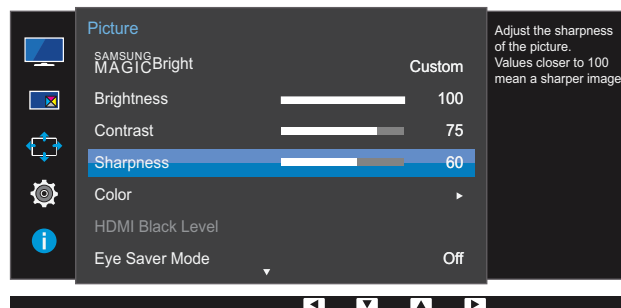 Picture
SAMSUNG
MAGICBright Custom
Brightness 100
Contrast 75
Sharpness 60
Color
HDMI Black Level
Eye Saver Mode Off
Adjust the sharpness
of the picture.
Values closer to 100
mean a sharper image